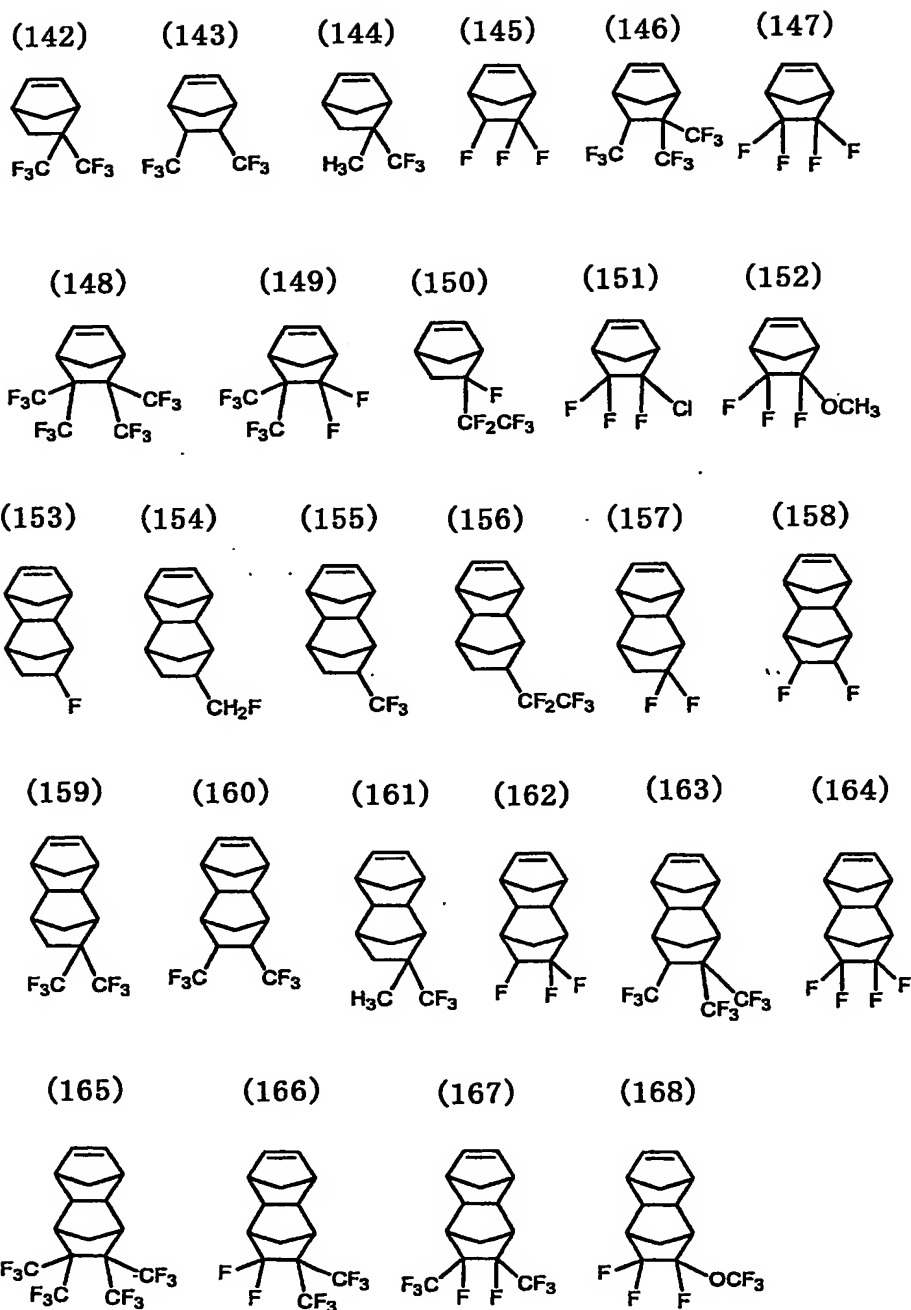 (142) (143) (144) (145) (146) (147)
F₃C CF₃ F₃C CF₃ H₃C CF₃ F F F F₃C CF₃ CF₃ F F F F
(148) (149) (150) (151) (152)
F₃C F₃C CF₃ CF₃ F₃C F₃C F F F CF₂CF₃ F F F Cl F F F OCH₃
(153) (154) (155) (156) (157) (158)
F CH₂F CF₃ CF₂CF₃ F F F F
(159) (160) (161) (162) (163) (164)
F₃C CF₃ F₃C CF₃ H₃C CF₃ F F F F₃C CF₃ CF₃ F F F F
(165) (166) (167) (168)
F₃C F₃C CF₃ CF₃ F F CF₃ CF₃ F₃C F F CF₃ F F F OCF₃